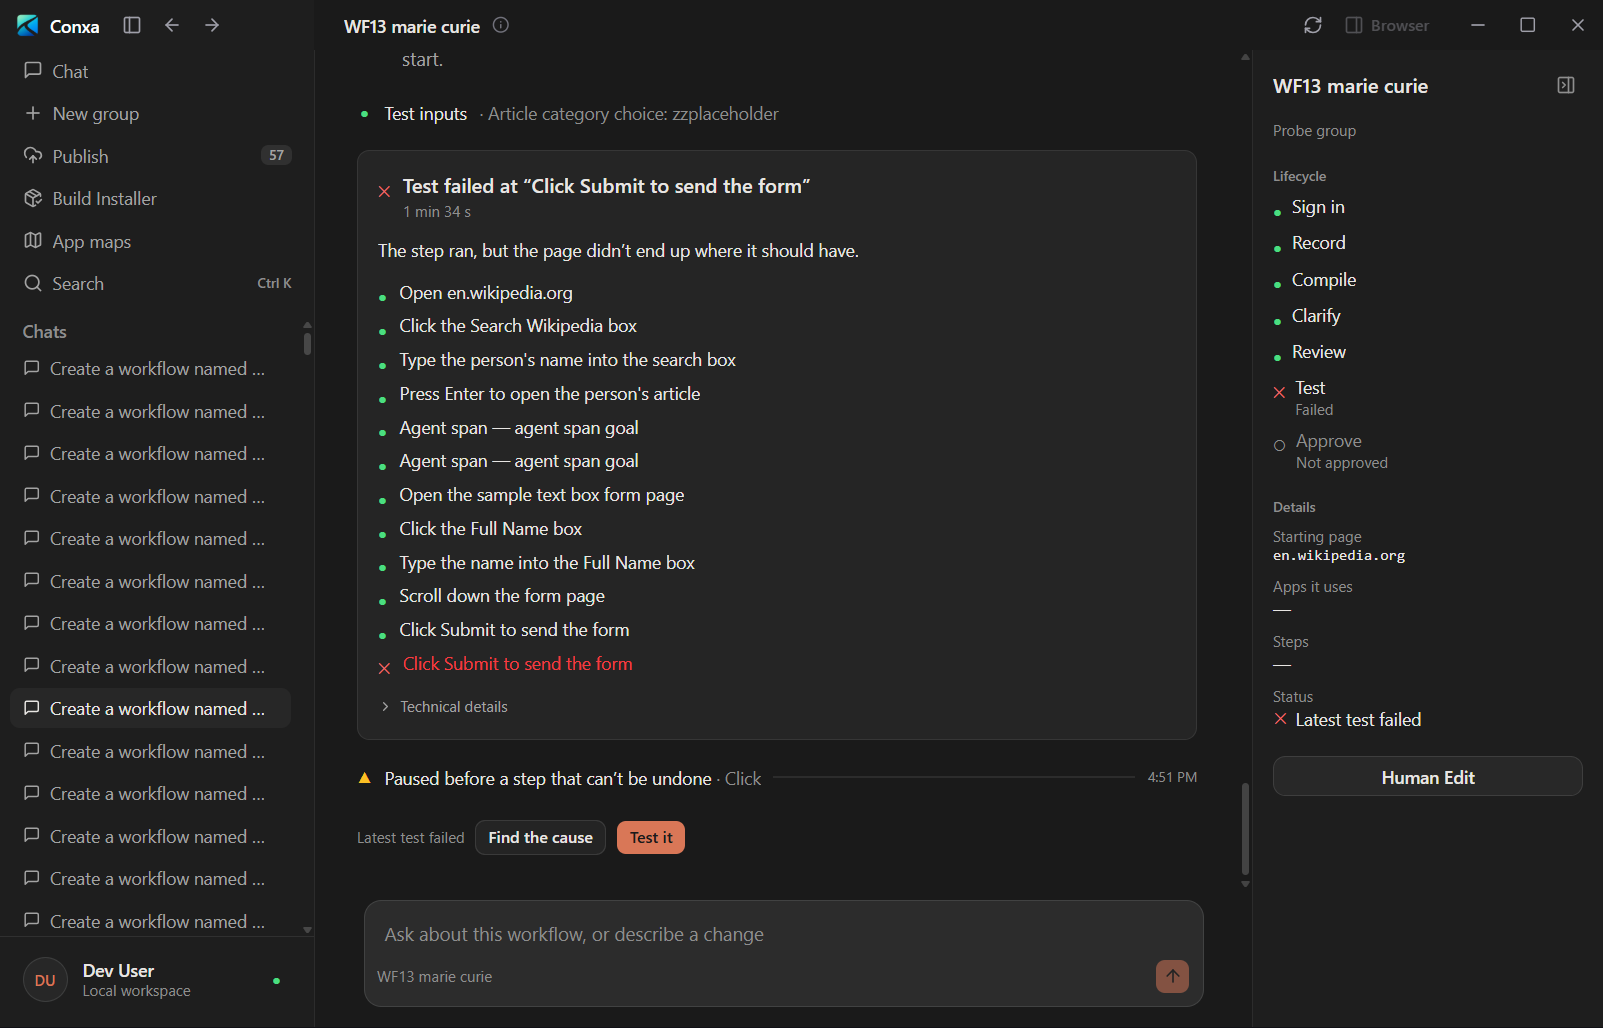 Conxa
Chat
New group
Publish 57
Build Installer
App maps
Search Ctrl K
Chats
Create a workflow named ...
Create a workflow named ...
Create a workflow named ...
Create a workflow named ...
Create a workflow named ...
Create a workflow named ...
Create a workflow named ...
Create a workflow named ...
Create a workflow named ...
Create a workflow named ...
Create a workflow named ...
Create a workflow named ...
Create a workflow named ...
Create a workflow named ...
DU
Dev User
Local workspace
WF13 marie curie
Browser
start.
Test inputs · Article category choice: zzplaceholder
Test failed at “Click Submit to send the form”
1 min 34 s
The step ran, but the page didn’t end up where it should have.
Open en.wikipedia.org
Click the Search Wikipedia box
Type the person's name into the search box
Press Enter to open the person's article
Agent span — agent span goal
Agent span — agent span goal
Open the sample text box form page
Click the Full Name box
Type the name into the Full Name box
Scroll down the form page
Click Submit to send the form
Click Submit to send the form
Technical details
Paused before a step that can’t be undone · Click 4:51 PM
Latest test failed Find the cause Test it
Ask about this workflow, or describe a change
WF13 marie curie
WF13 marie curie
Probe group
Lifecycle
Sign in
Record
Compile
Clarify
Review
Test
Failed
Approve
Not approved
Details
Starting page
en.wikipedia.org
Apps it uses
—
Steps
—
Status
Latest test failed
Human Edit